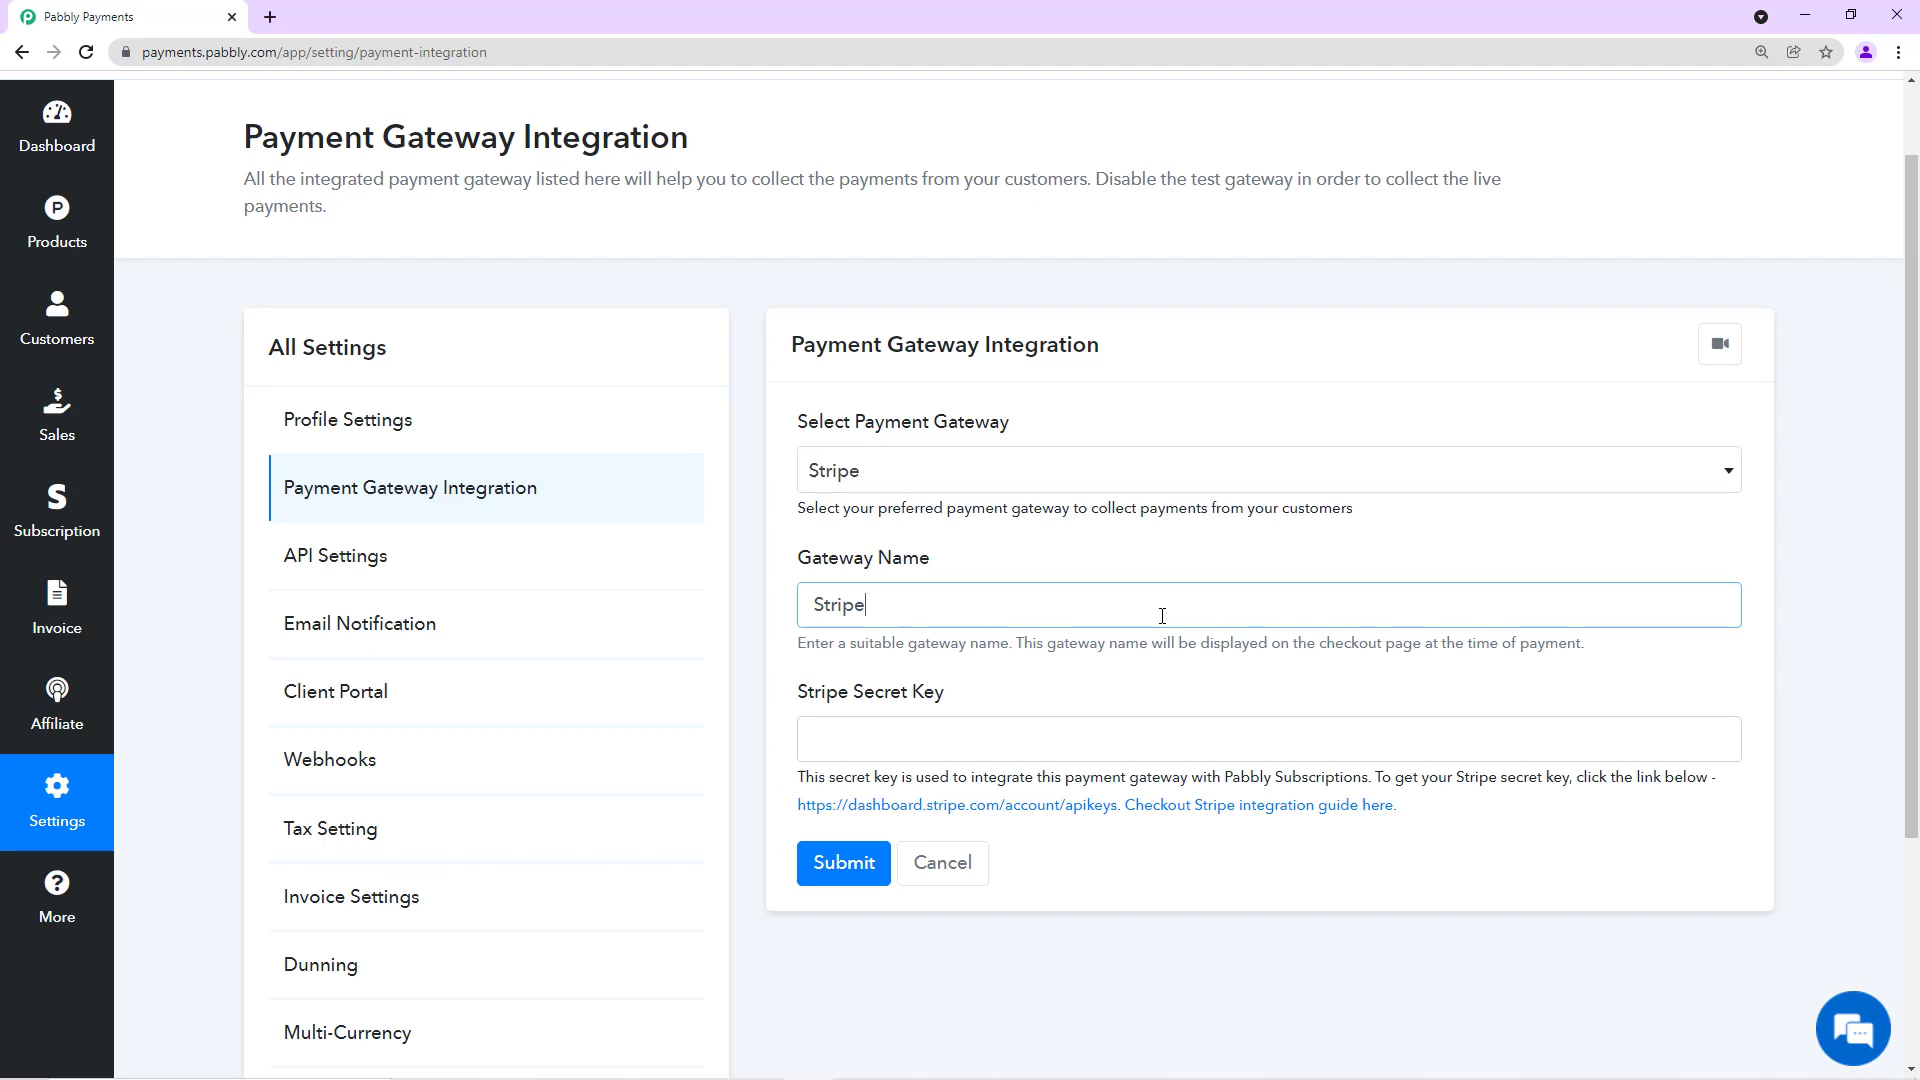 Pabbly Payments
payments.pabbly.com/app/setting/payment-integration
Dashboard
Products
Customers
Sales
Subscription
Invoice
Affiliate
Settings
More
Payment Gateway Integration
All the integrated payment gateway listed here will help you to collect the payments from your customers. Disable the test gateway in order to collect the live
payments.
All Settings
Profile Settings
Payment Gateway Integration
API Settings
Email Notification
Client Portal
Webhooks
Tax Setting
Invoice Settings
Dunning
Multi-Currency
Payment Gateway Integration
Select Payment Gateway
Stripe
Select your preferred payment gateway to collect payments from your customers
Gateway Name
Stripe
Enter a suitable gateway name. This gateway name will be displayed on the checkout page at the time of payment.
Stripe Secret Key
This secret key is used to integrate this payment gateway with Pabbly Subscriptions. To get your Stripe secret key, click the link below -
https://dashboard.stripe.com/account/apikeys. Checkout Stripe integration guide here.
Submit
Cancel